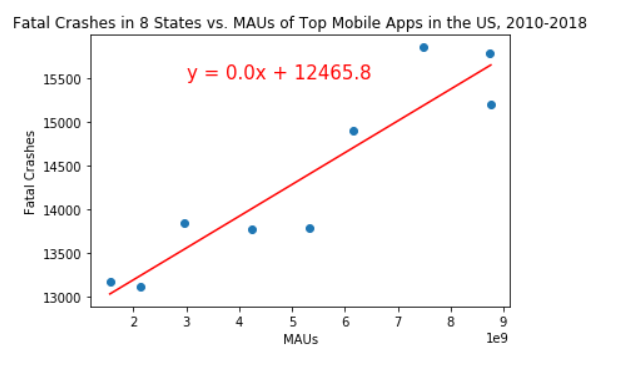 Fatal Crashes in 8 States vs. MAUs of Top Mobile Apps in the US, 2010-2018
y = 0.0x + 12465.8
Fatal Crashes
15500
15000
14500
14000
13500
13000
2 3 4 5 6 7 8 9
1e9
MAUs